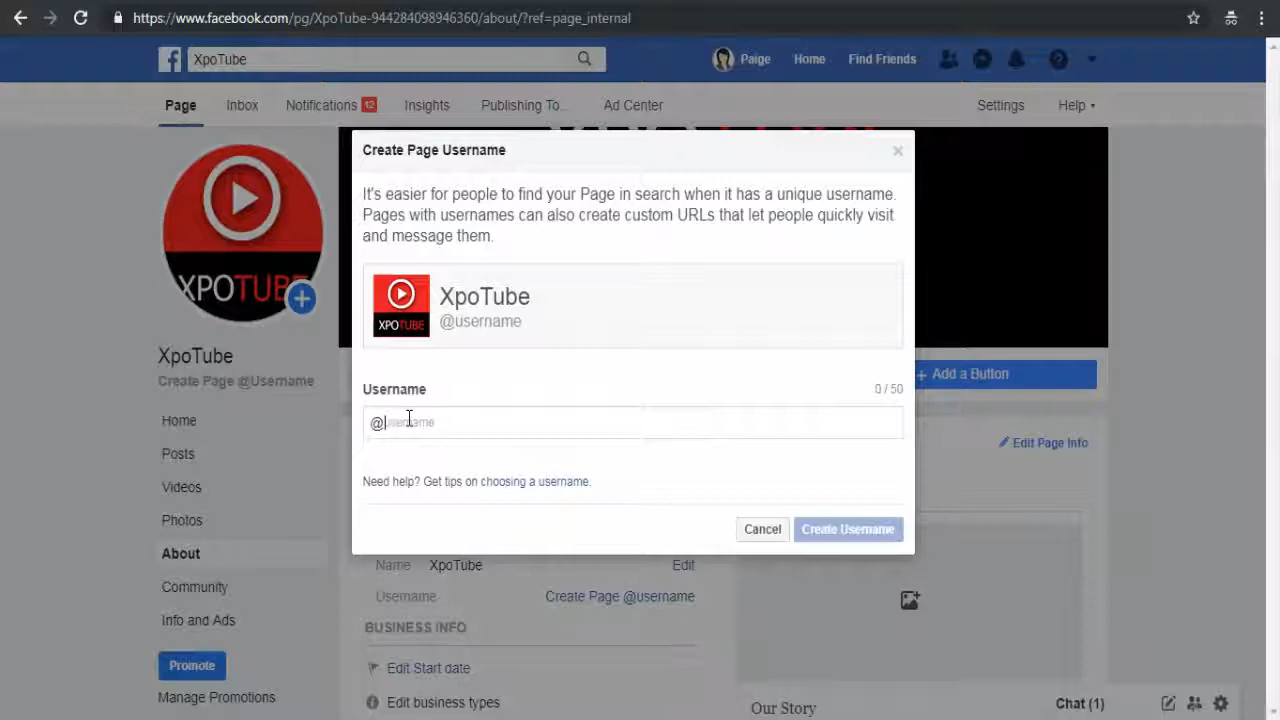 https://www.facebook.com/pg/XpoTube-944284098946360/about/?ref=page_internal
XpoTube
Paige
Home
Find Friends
Page
Inbox
Notifications 12
Insights
Publishing To...
Ad Center
Settings
Help
XPOTUBE
XpoTube
Create Page @Username
Home
Posts
Videos
Photos
About
Community
Info and Ads
Promote
Manage Promotions
Create Page Username
It's easier for people to find your Page in search when it has a unique username.
Pages with usernames can also create custom URLs that let people quickly visit
and message them.
XPOTUBE
XpoTube
@username
Username
0 / 50
@username
Need help? Get tips on choosing a username.
Cancel
Create Username
+ Add a Button
Edit Page Info
Name XpoTube Edit
Username Create Page @username
BUSINESS INFO
Edit Start date
Edit business types
Our Story
Chat (1)